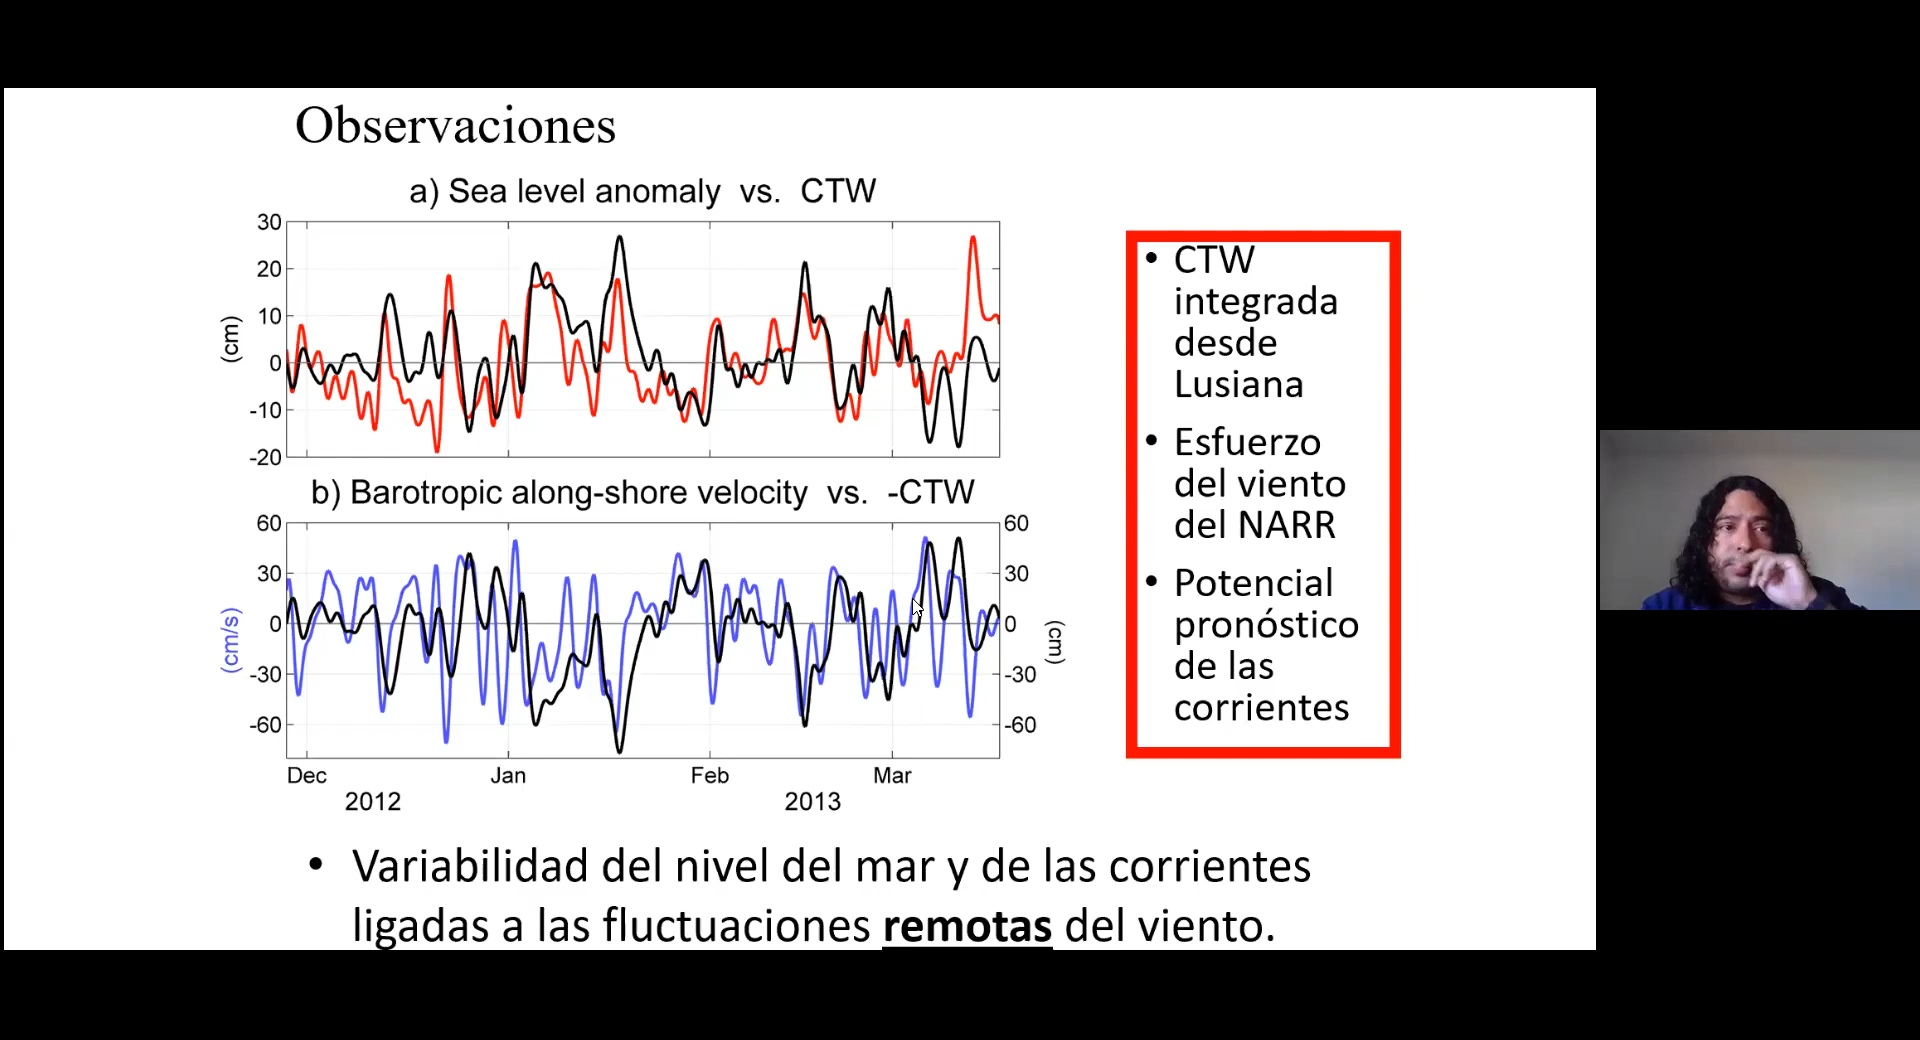 Observaciones
a) Sea level anomaly vs. CTW
30
20
10
0
-10
-20
(cm)
b) Barotropic along-shore velocity vs. -CTW
60
30
0
-30
-60
(cm/s)
60
30
0
-30
-60
(cm)
Dec
Jan
Feb
Mar
2012
2013
• CTW
integrada
desde
Lusiana
• Esfuerzo
del viento
del NARR
• Potencial
pronóstico
de las
corrientes
• Variabilidad del nivel del mar y de las corrientes
ligadas a las fluctuaciones remotas del viento.